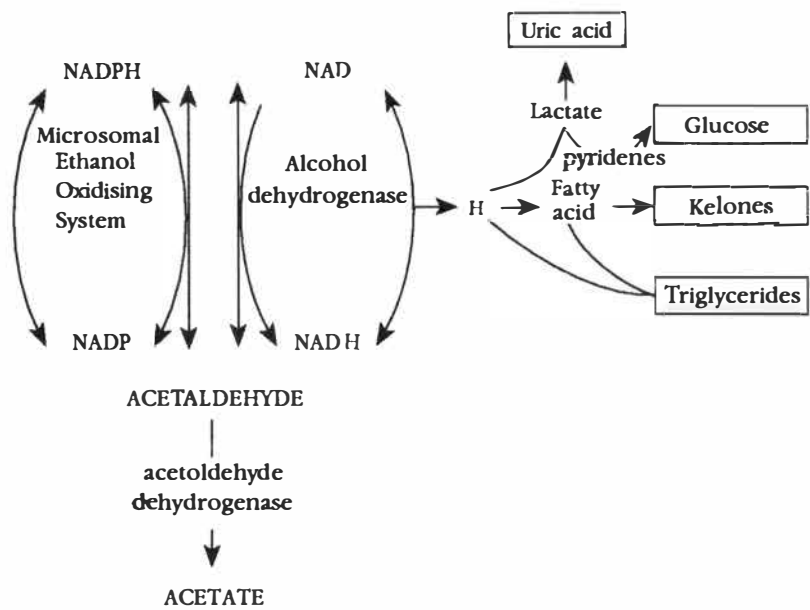 Uric acid
NADPH
NAD
Lactate
Glucose
Microsomal
Ethanol
Oxidising
System
Alcohol
dehydrogenase
pyridenes
H
Fatty
acid
Kelones
Triglycerides
NADP
NADH
ACETALDEHYDE
acetoldehyde
dehydrogenase
ACETATE